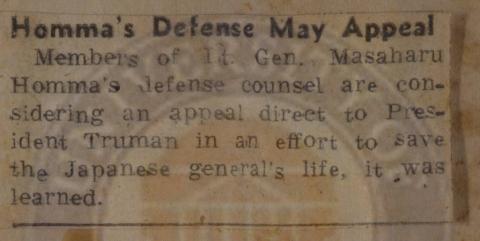 Homma's Defense May Appeal
Members of Lt. Gen. Masaharu
Homma's defense counsel are con-
sidering an appeal direct to Pres-
ident Truman in an effort to save
the Japanese general's life, it was
learned.